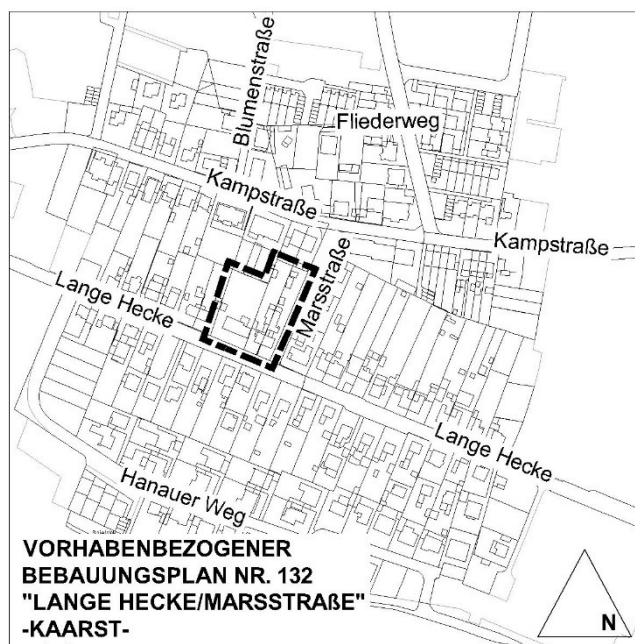 Blumenstraße
Fliederweg
Kampstraße
Kampstraße
Marsstraße
Lange Hecke
Lange Hecke
Hanauer Weg
VORHABENBEZOGENER
BEBAUUNGSPLAN NR. 132
"LANGE HECKE/MARSSTRAßE"
-KAARST-
N